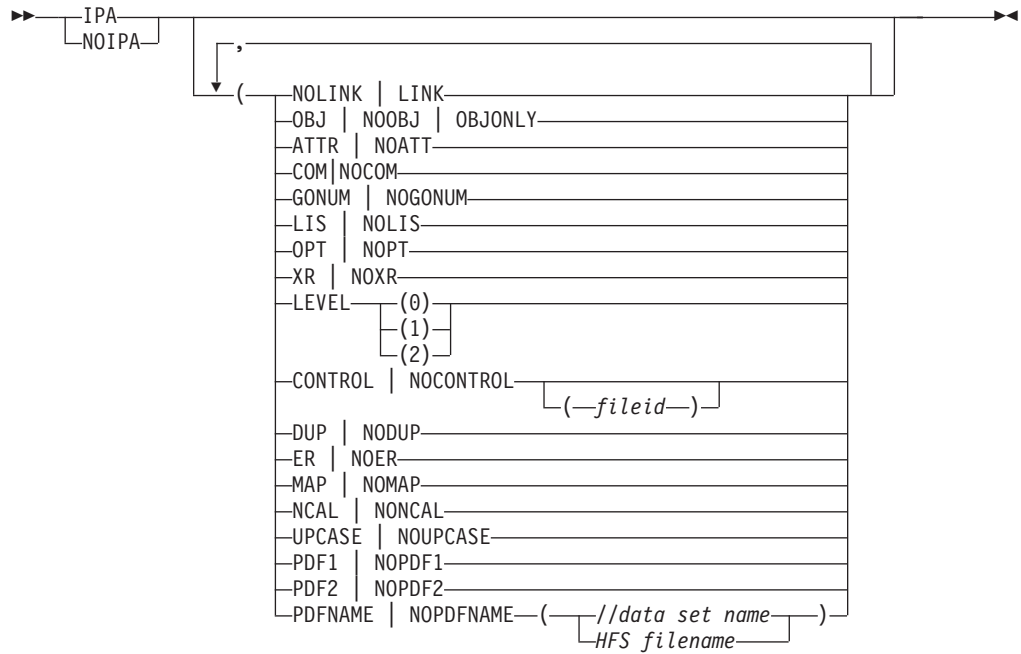 IPA
NOIPA
,
( NOLINK | LINK
OBJ | NOOBJ | OBJONLY
ATTR | NOATT
COM|NOCOM
GONUM | NOGONUM
LIS | NOLIS
OPT | NOPT
XR | NOXR
LEVEL (0)
(1)
(2)
CONTROL | NOCONTROL
( fileid )
DUP | NODUP
ER | NOER
MAP | NOMAP
NCAL | NONCAL
UPCASE | NOUPCASE
PDF1 | NOPDF1
PDF2 | NOPDF2
PDFNAME | NOPDFNAME ( //data set name )
HFS filename